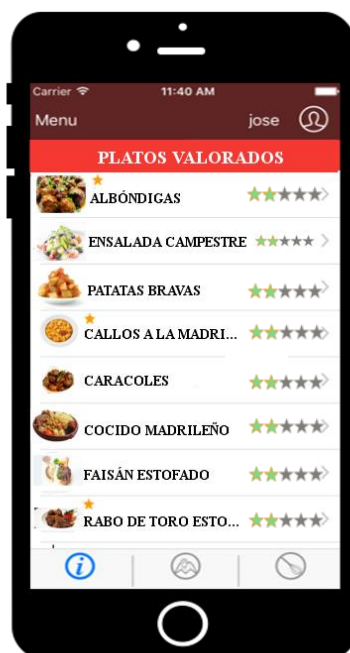 Carrier 11:40 AM
Menu jose
PLATOS VALORADOS
ALBÓNDIGAS
ENSALADA CAMPESTRE
PATATAS BRAVAS
CALLOS A LA MADRI...
CARACOLES
COCIDO MADRILEÑO
FAISÁN ESTOFADO
RABO DE TORO ESTO...